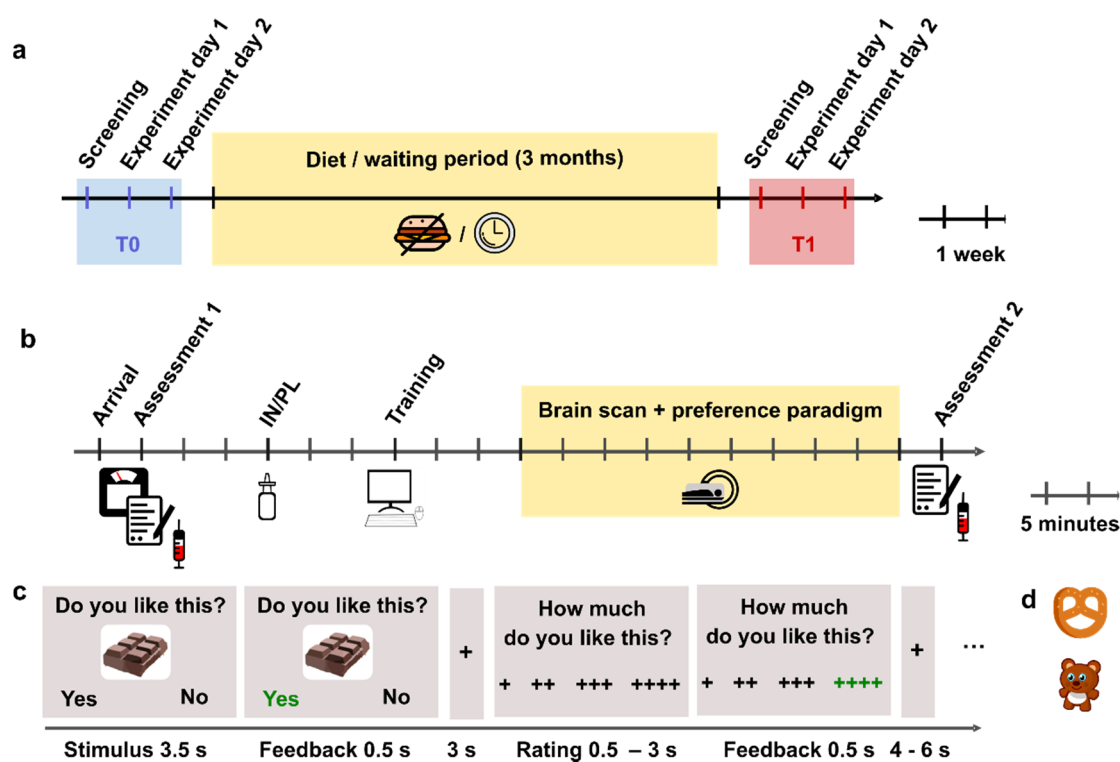 a
Screening
Experiment day 1
Experiment day 2
Diet / waiting period (3 months)
Screening
Experiment day 1
Experiment day 2
T0
/
T1
1 week
b
Arrival
Assessment 1
IN/PL
Training
Brain scan + preference paradigm
Assessment 2
5 minutes
c
Do you like this?
Yes No
Do you like this?
Yes No
+
How much
do you like this?
+ ++ +++ ++++
How much
do you like this?
+ ++ +++ ++++
+
...
d
Stimulus 3.5 s Feedback 0.5 s 3 s Rating 0.5 – 3 s Feedback 0.5 s 4 - 6 s